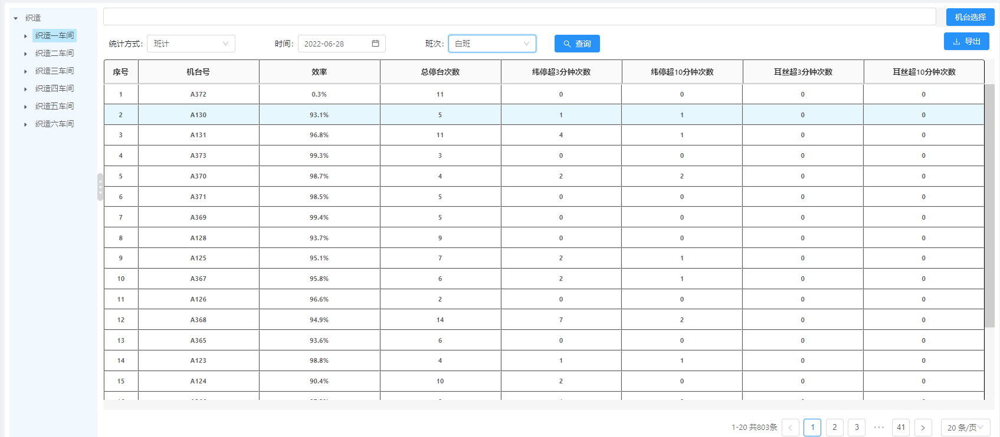 织造
织造一车间
织造二车间
织造三车间
织造四车间
织造五车间
织造六车间
机台选择
统计方式: 班计 时间: 2022-06-28 班次: 白班 查询 导出
序号 机台号 效率 总停台次数 纬停超3分钟次数 纬停超10分钟次数 耳丝超3分钟次数 耳丝超10分钟次数
1 A372 0.3% 11 0 0 0 0
2 A130 93.1% 5 1 1 0 0
3 A131 96.8% 11 4 1 0 0
4 A373 99.3% 3 0 0 0 0
5 A370 98.7% 4 2 2 0 0
6 A371 98.5% 5 0 0 0 0
7 A369 99.4% 5 0 0 0 0
8 A128 93.7% 9 0 0 0 0
9 A125 95.1% 7 2 1 0 0
10 A367 95.8% 6 2 1 0 0
11 A126 96.6% 2 0 0 0 0
12 A368 94.9% 14 7 2 0 0
13 A365 93.6% 6 0 0 0 0
14 A123 98.8% 4 1 1 0 0
15 A124 90.4% 10 2 0 0 0
1-20 共803条 < 1 2 3 ••• 41 > 20 条/页